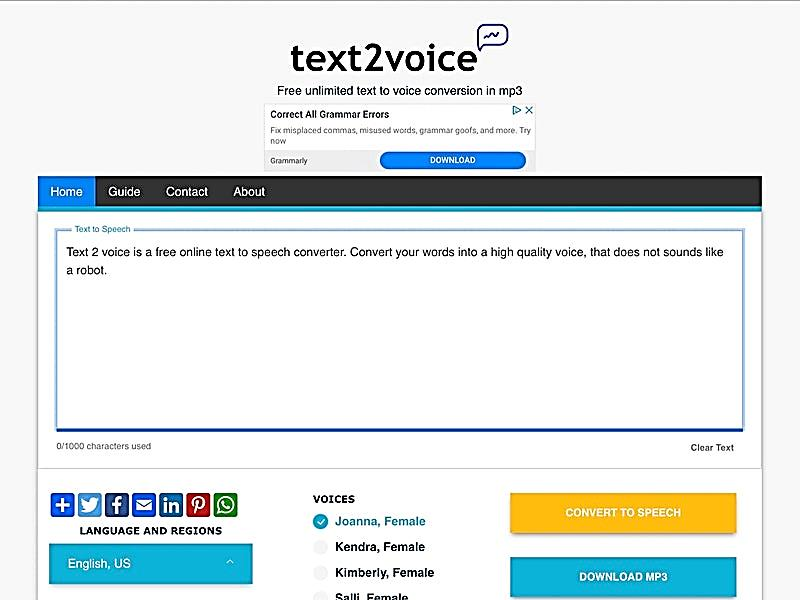 text2voice
Free unlimited text to voice conversion in mp3
Correct All Grammar Errors
Fix misplaced commas, misused words, grammar goofs, and more. Try
now
Grammarly
DOWNLOAD
Home Guide Contact About
Text to Speech
Text 2 voice is a free online text to speech converter. Convert your words into a high quality voice, that does not sounds like
a robot.
0/1000 characters used
Clear Text
LANGUAGE AND REGIONS
English, US
VOICES
Joanna, Female
Kendra, Female
Kimberly, Female
Salli, Female
CONVERT TO SPEECH
DOWNLOAD MP3